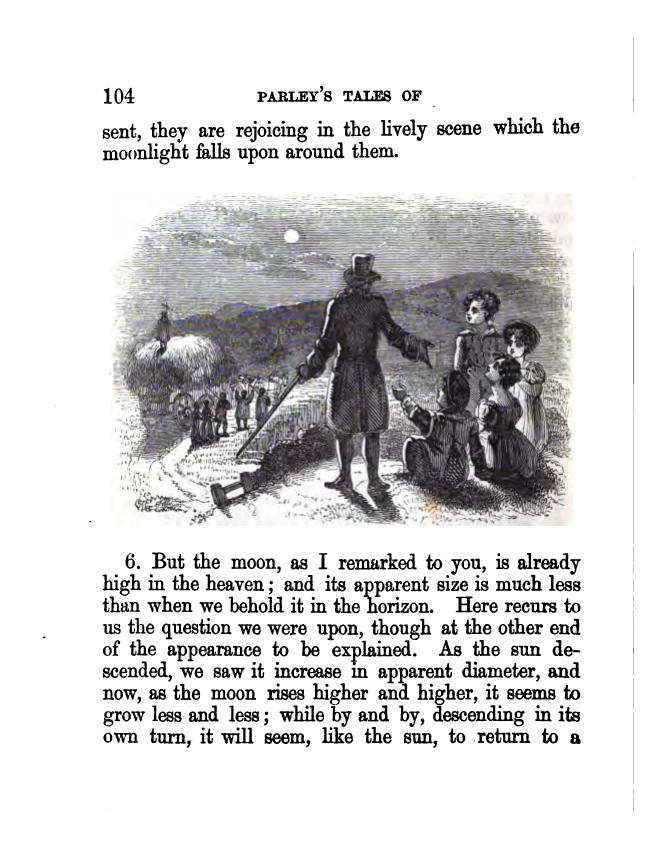 104 PARLEY'S TALES OF
sent, they are rejoicing in the lively scene which the
moonlight falls upon around them.
6. But the moon, as I remarked to you, is already
high in the heaven; and its apparent size is much less
than when we behold it in the horizon. Here recurs to
us the question we were upon, though at the other end
of the appearance to be explained. As the sun de-
scended, we saw it increase in apparent diameter, and
now, as the moon rises higher and higher, it seems to
grow less and less; while by and by, descending in its
own turn, it will seem, like the sun, to return to a